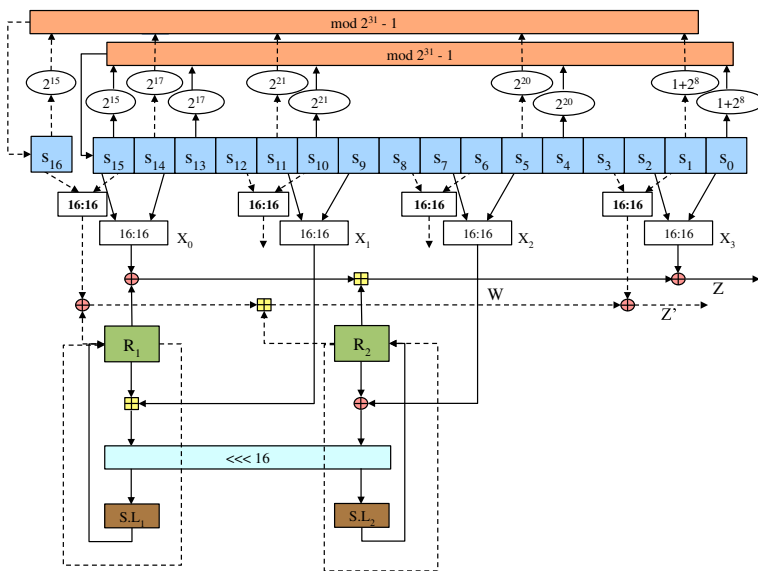 mod 2³¹ - 1
mod 2³¹ - 1
2¹⁵ 2¹⁷ 2²¹ 2²⁰ 1+2⁸
2¹⁵ 2¹⁷ 2²¹ 2²⁰ 1+2⁸
S₁₆ S₁₅ S₁₄ S₁₃ S₁₂ S₁₁ S₁₀ S₉ S₈ S₇ S₆ S₅ S₄ S₃ S₂ S₁ S₀
16:16 16:16 16:16 16:16
16:16 X₀ 16:16 X₁ 16:16 X₂ 16:16 X₃
Z
W Z’
R₁ R₂
<<< 16
S.L₁ S.L₂